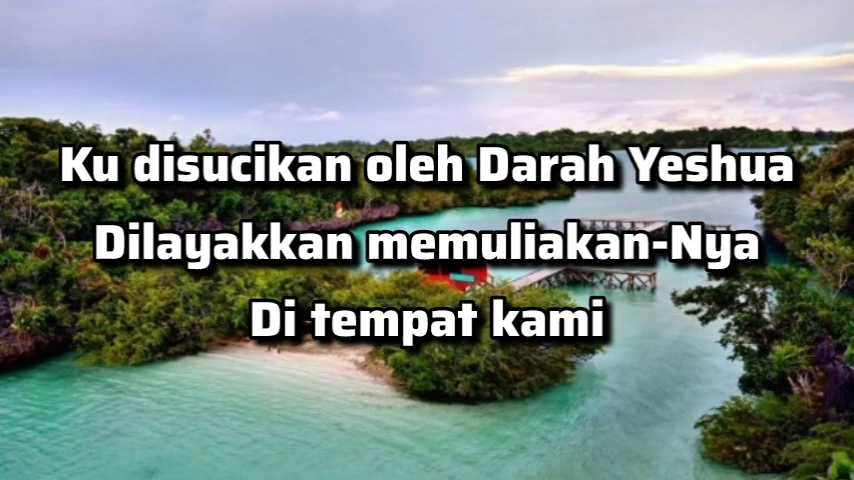 Ku disucikan oleh Darah Yeshua
Dilayakkan memuliakan-Nya
Di tempat kami